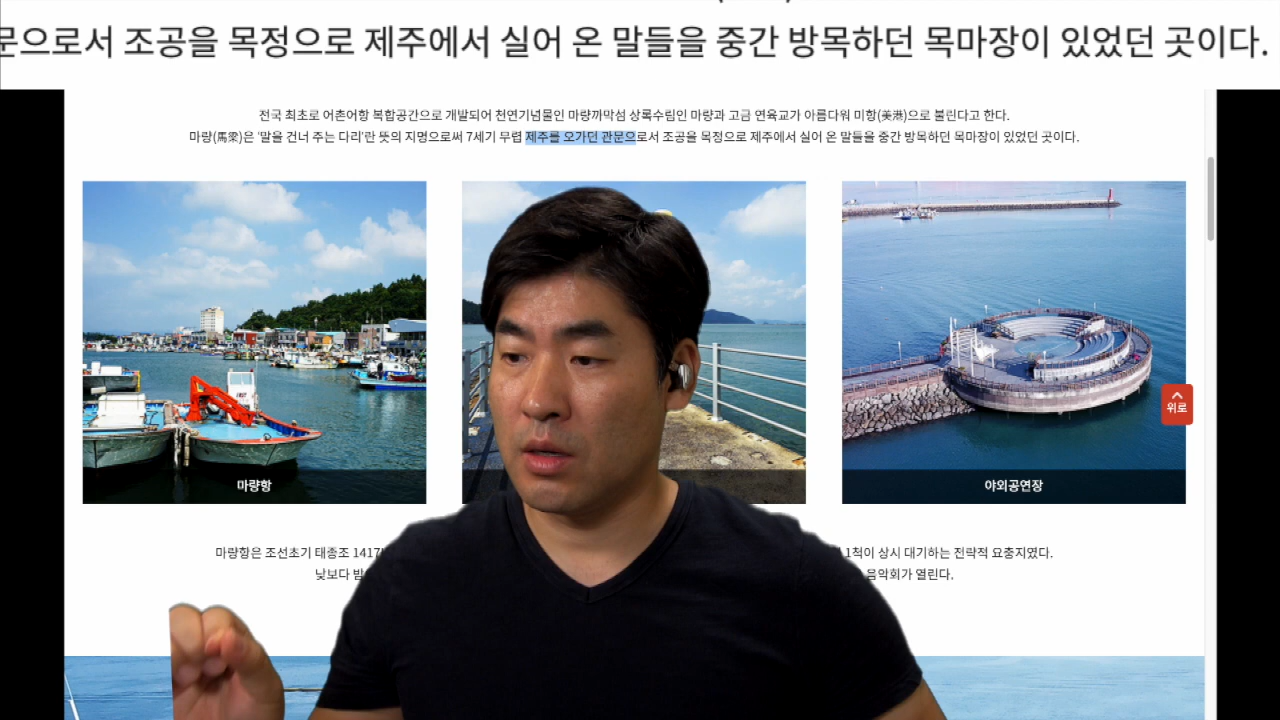 문으로서 조공을 목정으로 제주에서 실어 온 말들을 중간 방목하던 목마장이 있었던 곳이다.
전국 최초로 어촌어항 복합공간으로 개발되어 천연기념물인 마량까막섬 상록수림인 마량과 고금 연육교가 아름다워 미항(美港)으로 불린다고 한다.
마량(馬梁)은 '말을 건너 주는 다리'란 뜻의 지명으로써 7세기 무렵 제주를 오가던 관문으로서 조공을 목정으로 제주에서 실어 온 말들을 중간 방목하던 목마장이 있었던 곳이다.
위로
마량항
야외공연장
마량항은 조선초기 태종조 1417 1척이 상시 대기하는 전략적 요충지였다.
낮보다 밤 음악회가 열린다.